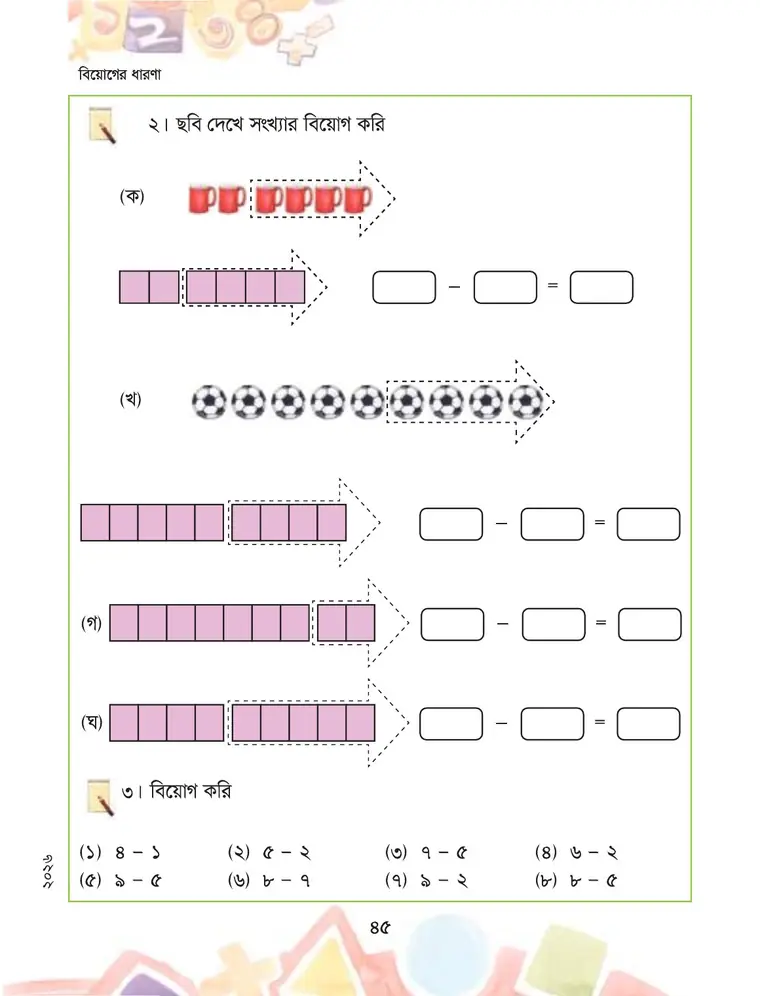 বিয়োগের ধারণা
২। ছবি দেখে সংখ্যার বিয়োগ করি
(ক)
– =
(খ)
– =
(গ) – =
(ঘ) – =
৩। বিয়োগ করি
(১) ৪ – ১ (২) ৫ – ২ (৩) ৭ – ৫ (৪) ৬ – ২
(৫) ৯ – ৫ (৬) ৮ – ৭ (৭) ৯ – ২ (৮) ৮ – ৫
২০২৬
৪৫